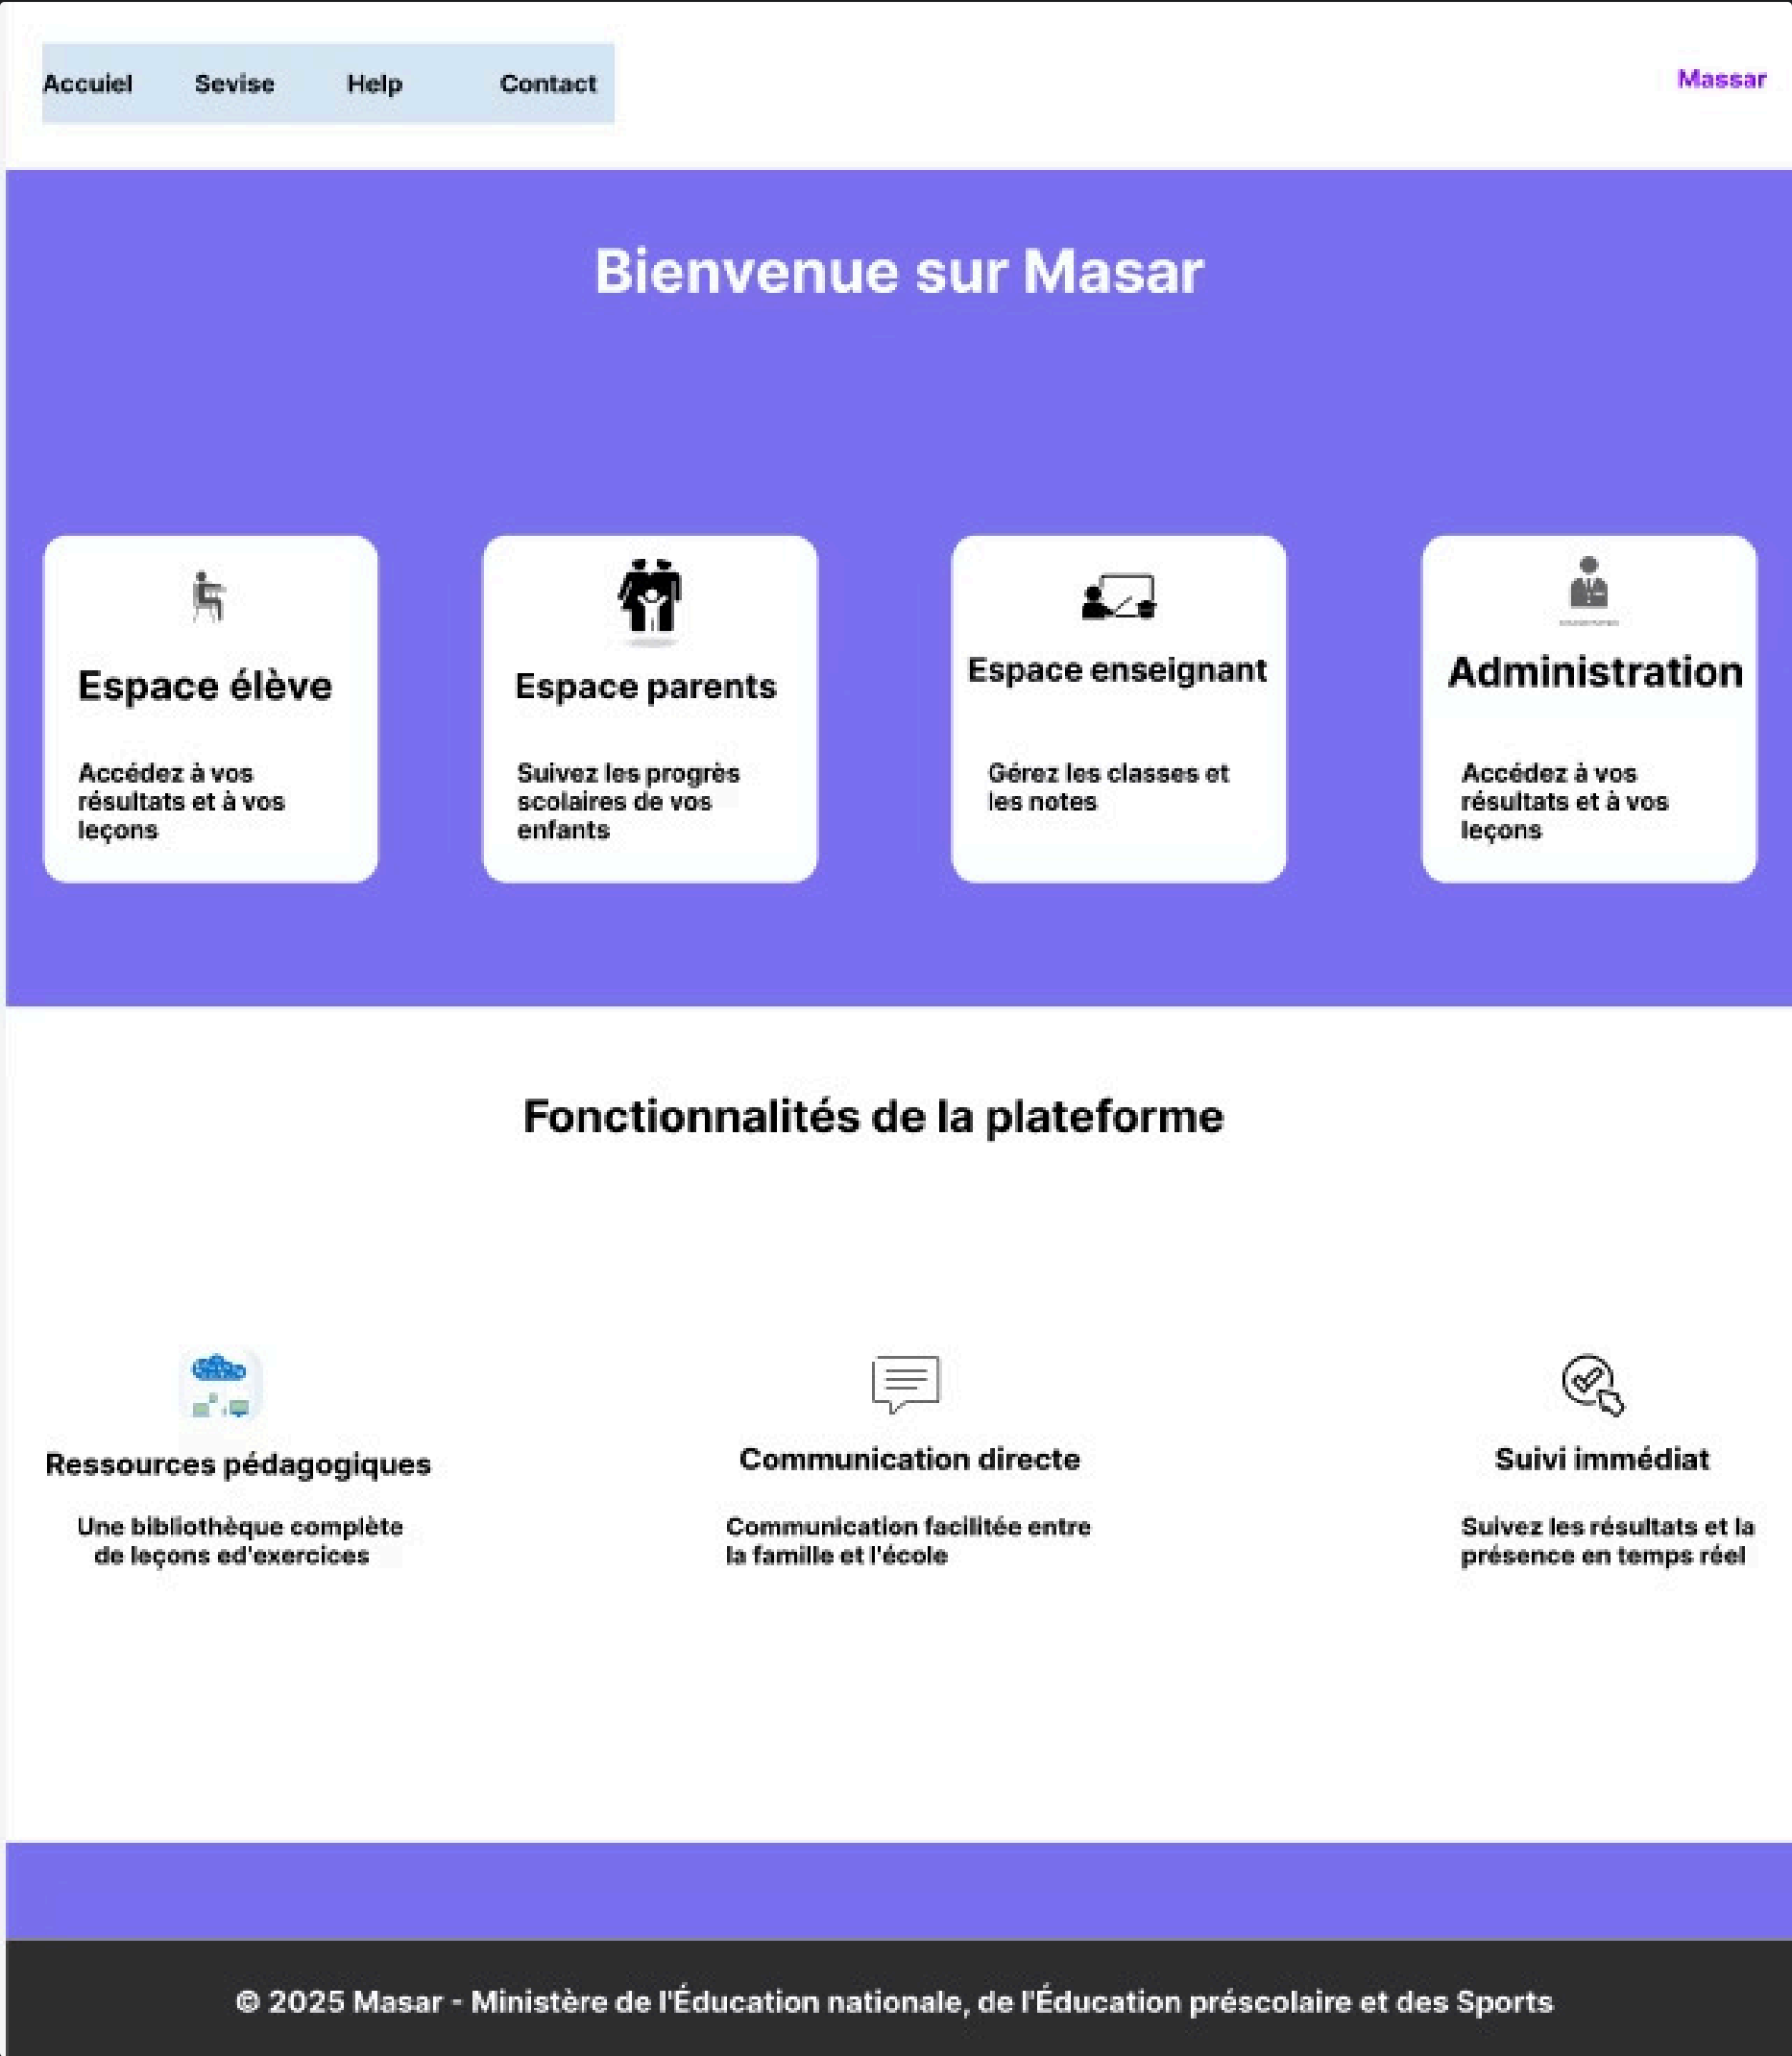 Accuiel Sevise Help Contact
Massar
Bienvenue sur Masar
Espace élève
Accédez à vos
résultats et à vos
leçons
Espace parents
Suivez les progrès
scolaires de vos
enfants
Espace enseignant
Gérez les classes et
les notes
Administration
Accédez à vos
résultats et à vos
leçons
Fonctionnalités de la plateforme
Ressources pédagogiques
Une bibliothèque complète
de leçons ed'exercices
Communication directe
Communication facilitée entre
la famille et l'école
Suivi immédiat
Suivez les résultats et la
présence en temps réel
© 2025 Masar - Ministère de l'Éducation nationale, de l'Éducation préscolaire et des Sports